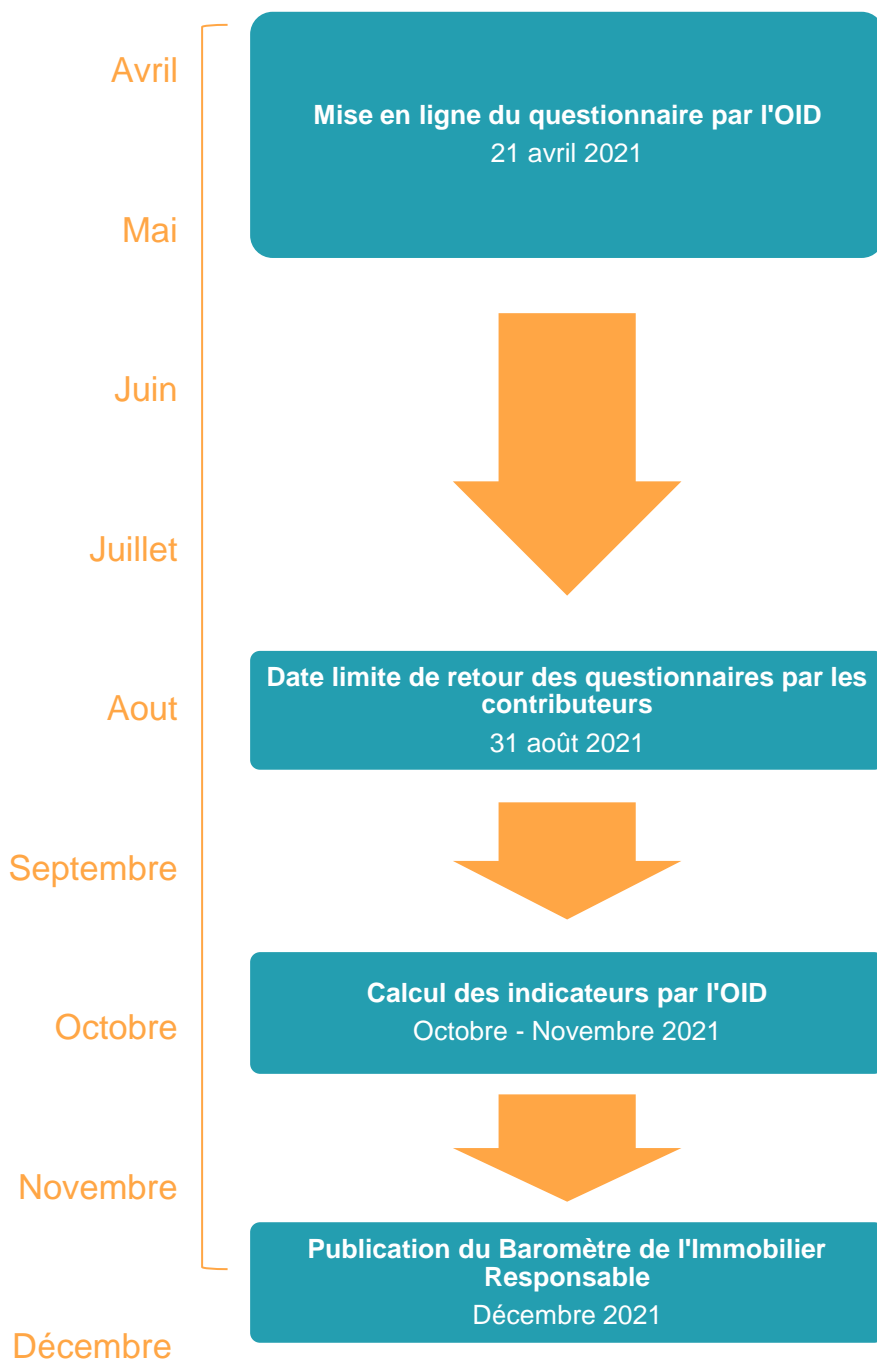 Avril
Mise en ligne du questionnaire par l'OID
21 avril 2021
Mai
Juin
Juillet
Date limite de retour des questionnaires par les
contributeurs
31 août 2021
Aout
Septembre
Calcul des indicateurs par l'OID
Octobre - Novembre 2021
Octobre
Novembre
Publication du Baromètre de l'Immobilier
Responsable
Décembre 2021
Décembre